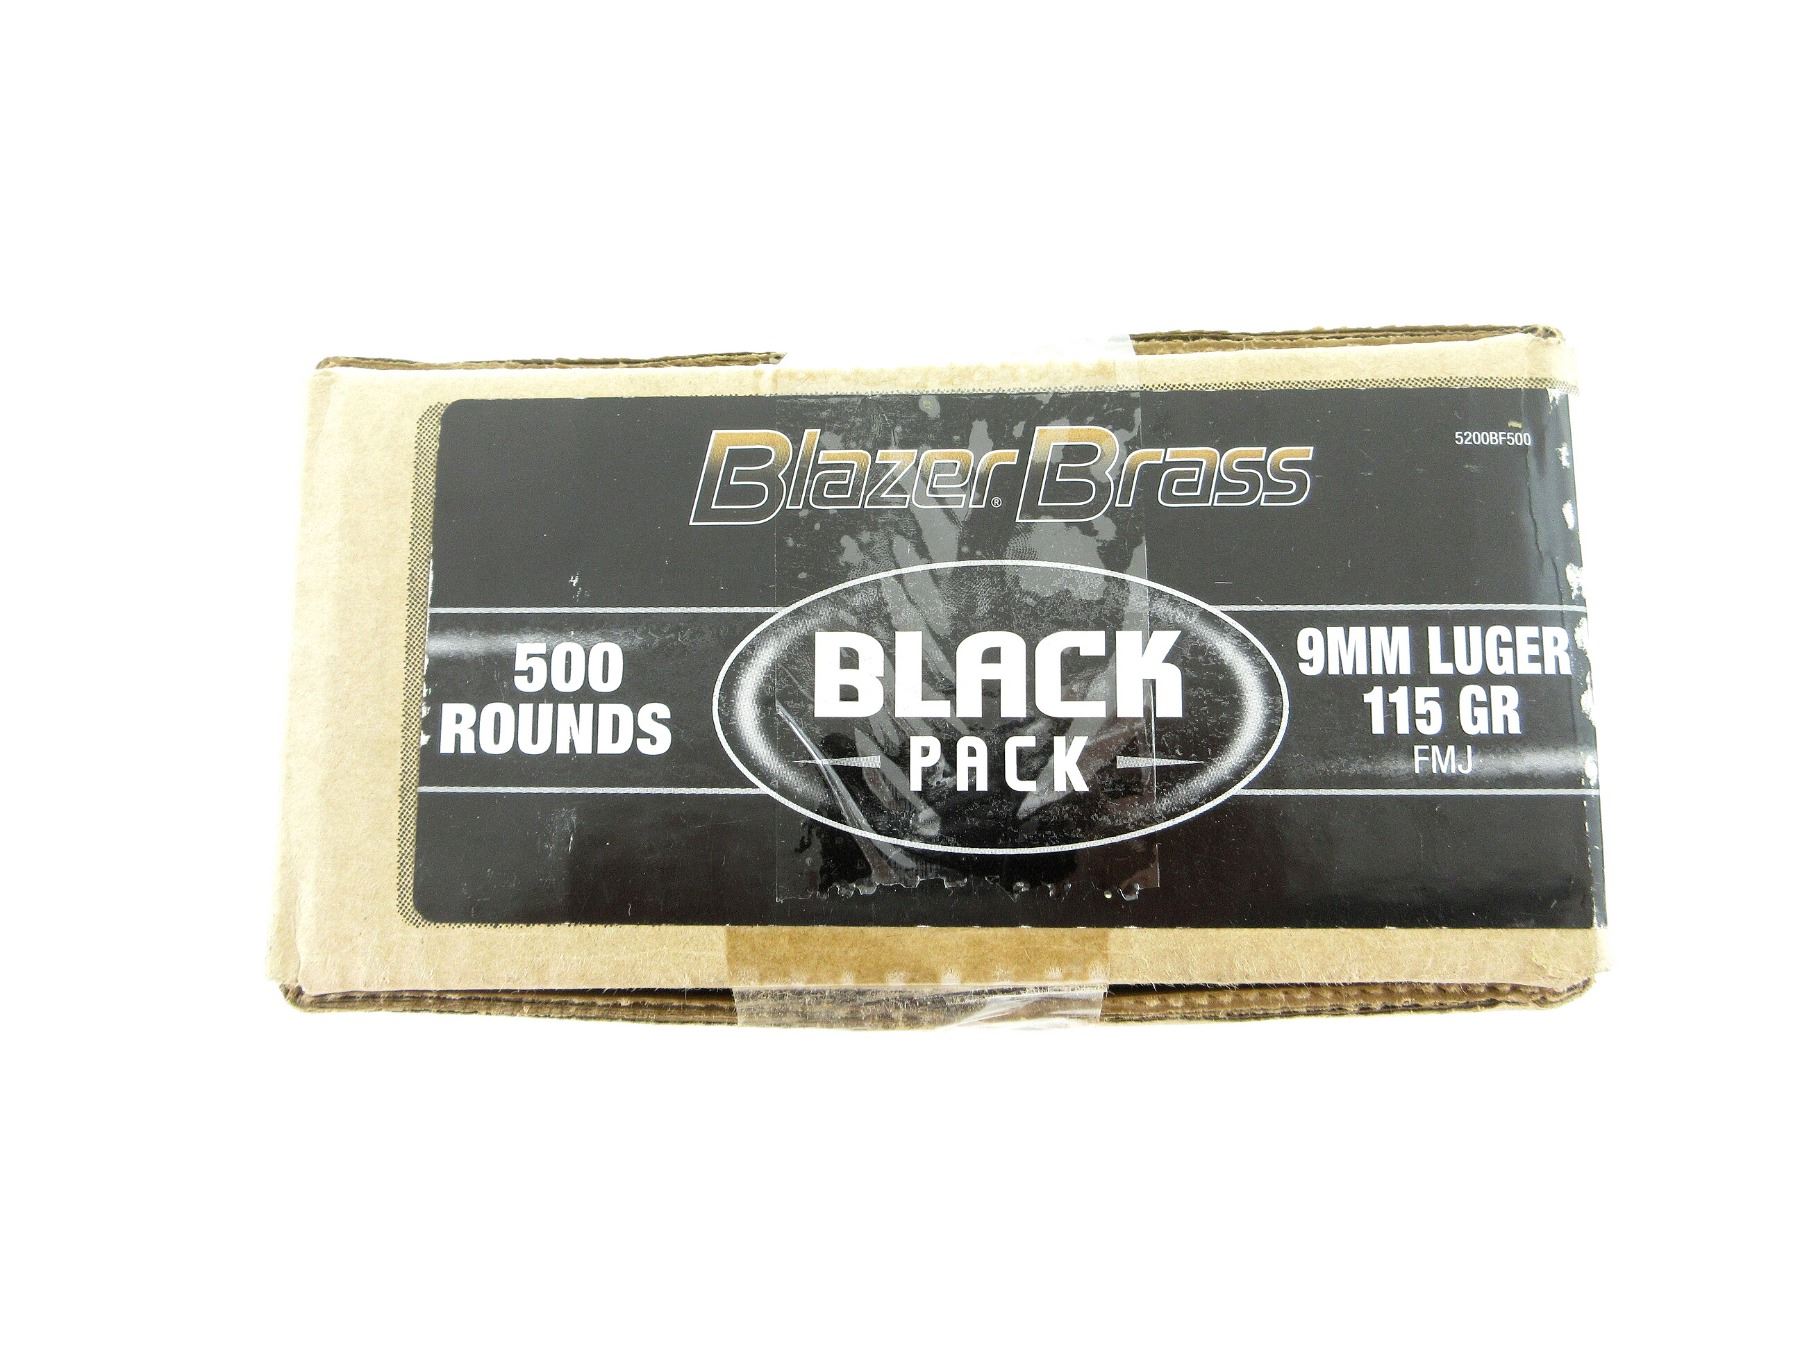 Blazer® Brass
5200BF500
500
ROUNDS
BLACK
PACK
9MM LUGER
115 GR
FMJ